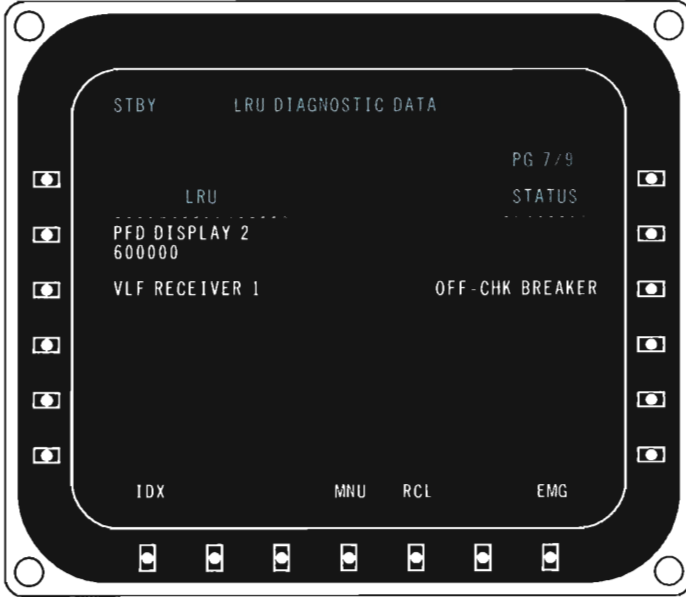 STBY LRU DIAGNOSTIC DATA
PG 7/9
LRU STATUS
PFD DISPLAY 2
600000
VLF RECEIVER 1 OFF-CHK BREAKER
IDX MNU RCL EMG